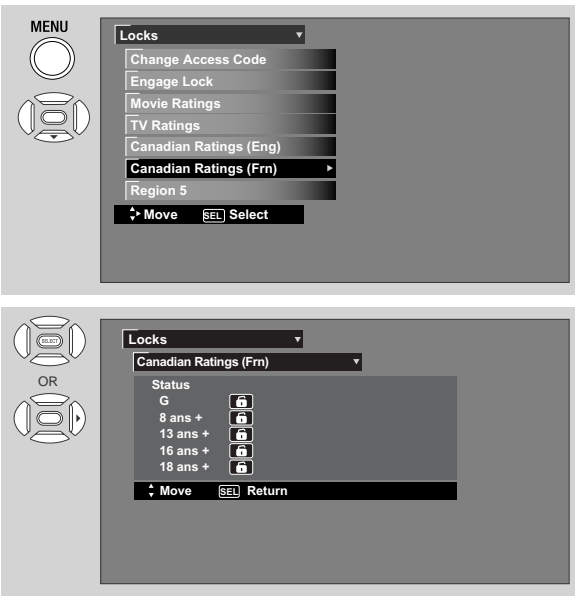 MENU
Locks
Change Access Code
Engage Lock
Movie Ratings
TV Ratings
Canadian Ratings (Eng)
Canadian Ratings (Frn)
Region 5
Move SEL Select
SELECT
OR
Locks
Canadian Ratings (Frn)
Status
G
8 ans +
13 ans +
16 ans +
18 ans +
Move SEL Return